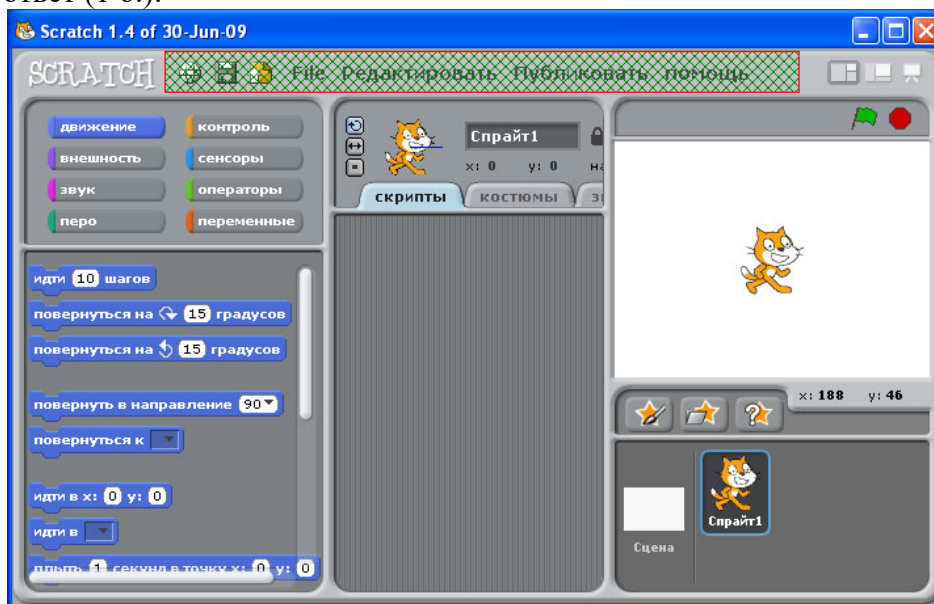 ответ (1 б.).
Scratch 1.4 of 30-Jun-09
SCRATCH File Редактировать Публиковать помощь
движение контроль
внешность сенсоры
звук операторы
перо переменные
Спрайт1
x: 0 y: 0
скрипты костюмы
идти 10 шагов
повернуться на 15 градусов
повернуться на 15 градусов
повернуть в направление 90
повернуться к
идти в x: 0 y: 0
идти в
плыть 1 секунд в точку x: 0 y: 0
x: 188 y: 46
Сцена
Спрайт1